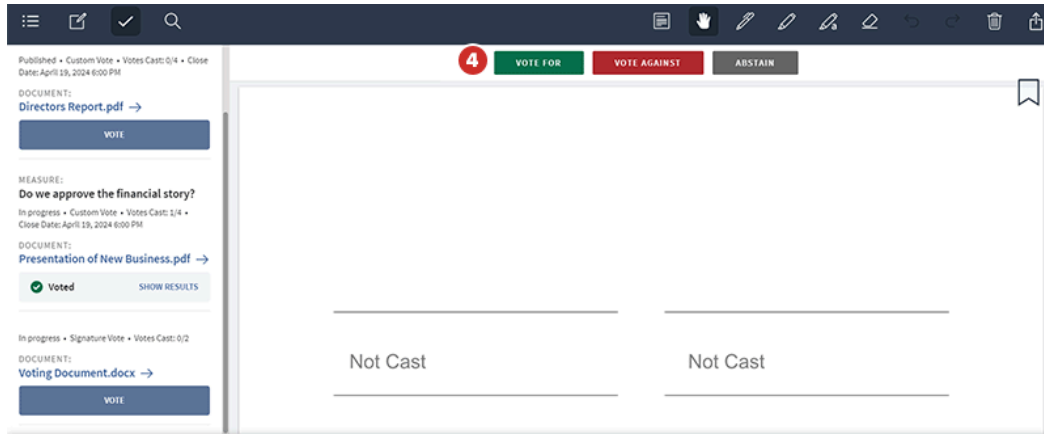 Published • Custom Vote • Votes Cast: 0/4 • Close
Date: April 19, 2024 6:00 PM
DOCUMENT:
Directors Report.pdf →
VOTE
MEASURE:
Do we approve the financial story?
In progress • Custom Vote • Votes Cast: 1/4 •
Close Date: April 19, 2024 6:00 PM
DOCUMENT:
Presentation of New Business.pdf →
Voted SHOW RESULTS
In progress • Signature Vote • Votes Cast: 0/2
DOCUMENT:
Voting Document.docx →
VOTE
4 VOTE FOR VOTE AGAINST ABSTAIN
Not Cast Not Cast